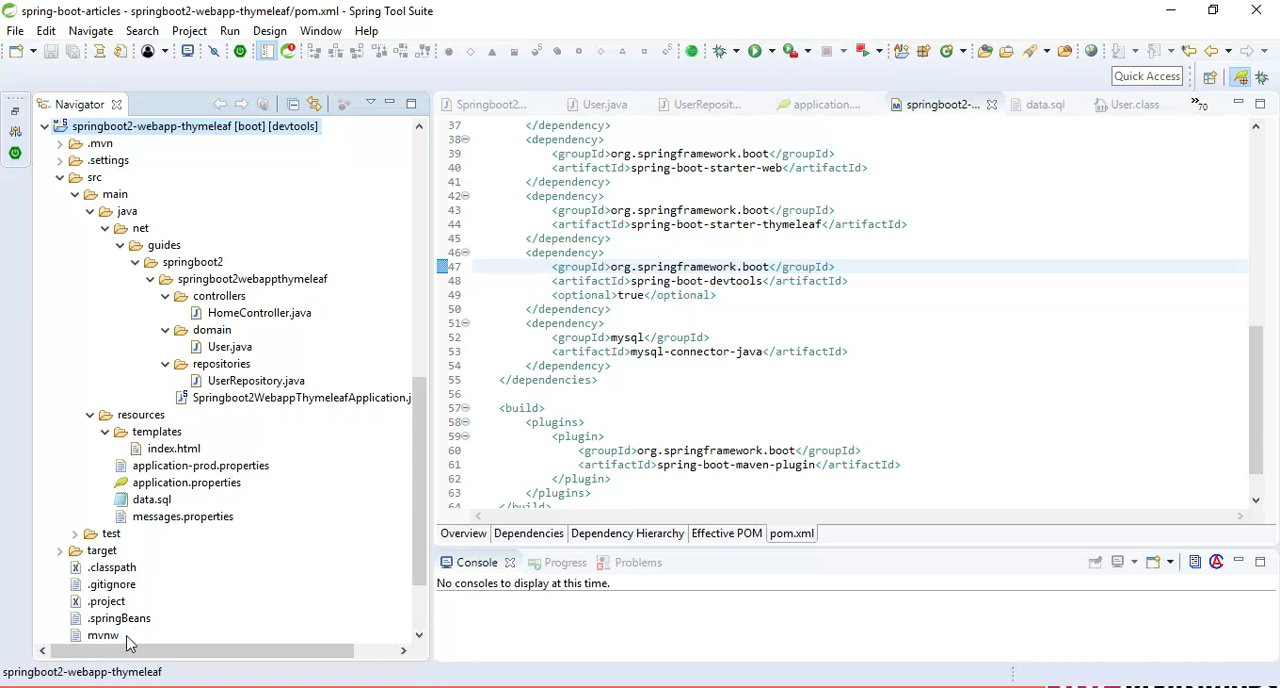 spring-boot-articles - springboot2-webapp-thymeleaf/pom.xml - Spring Tool Suite
File Edit Navigate Search Project Run Design Window Help
Quick Access
Navigator
springboot2-webapp-thymeleaf [boot] [devtools]
.mvn
.settings
src
main
java
net
guides
springboot2
springboot2webappthymeleaf
controllers
HomeController.java
domain
User.java
repositories
UserRepository.java
Springboot2WebappThymeleafApplication.j
resources
templates
index.html
application-prod.properties
application.properties
data.sql
messages.properties
test
target
.classpath
.gitignore
.project
.springBeans
mvnw
Springboot2... User.java UserReposit... application.... springboot2-... data.sql User.class »70
37 </dependency>
38 <dependency>
39 <groupId>org.springframework.boot</groupId>
40 <artifactId>spring-boot-starter-web</artifactId>
41 </dependency>
42 <dependency>
43 <groupId>org.springframework.boot</groupId>
44 <artifactId>spring-boot-starter-thymeleaf</artifactId>
45 </dependency>
46 <dependency>
47 <groupId>org.springframework.boot</groupId>
48 <artifactId>spring-boot-devtools</artifactId>
49 <optional>true</optional>
50 </dependency>
51 <dependency>
52 <groupId>mysql</groupId>
53 <artifactId>mysql-connector-java</artifactId>
54 </dependency>
55 </dependencies>
56
57 <build>
58 <plugins>
59 <plugin>
60 <groupId>org.springframework.boot</groupId>
61 <artifactId>spring-boot-maven-plugin</artifactId>
62 </plugin>
63 </plugins>
64 </build>
Overview Dependencies Dependency Hierarchy Effective POM pom.xml
Console Progress Problems
No consoles to display at this time.
springboot2-webapp-thymeleaf